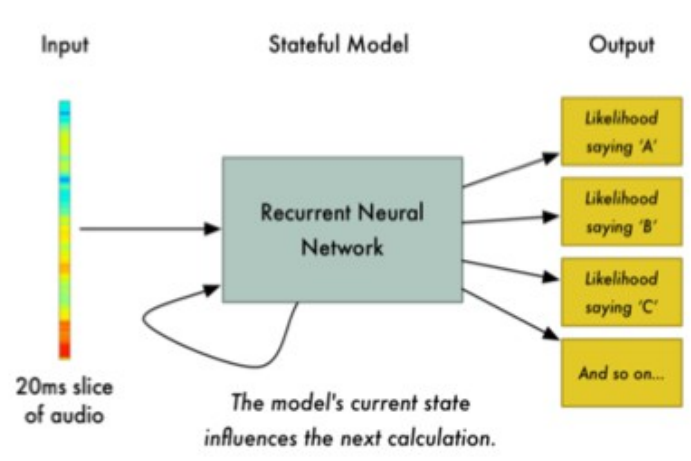 Input
Stateful Model
Output
Recurrent Neural
Network
Likelihood
saying 'A'
Likelihood
saying 'B'
Likelihood
saying 'C'
And so on...
20ms slice
of audio
The model's current state
influences the next calculation.